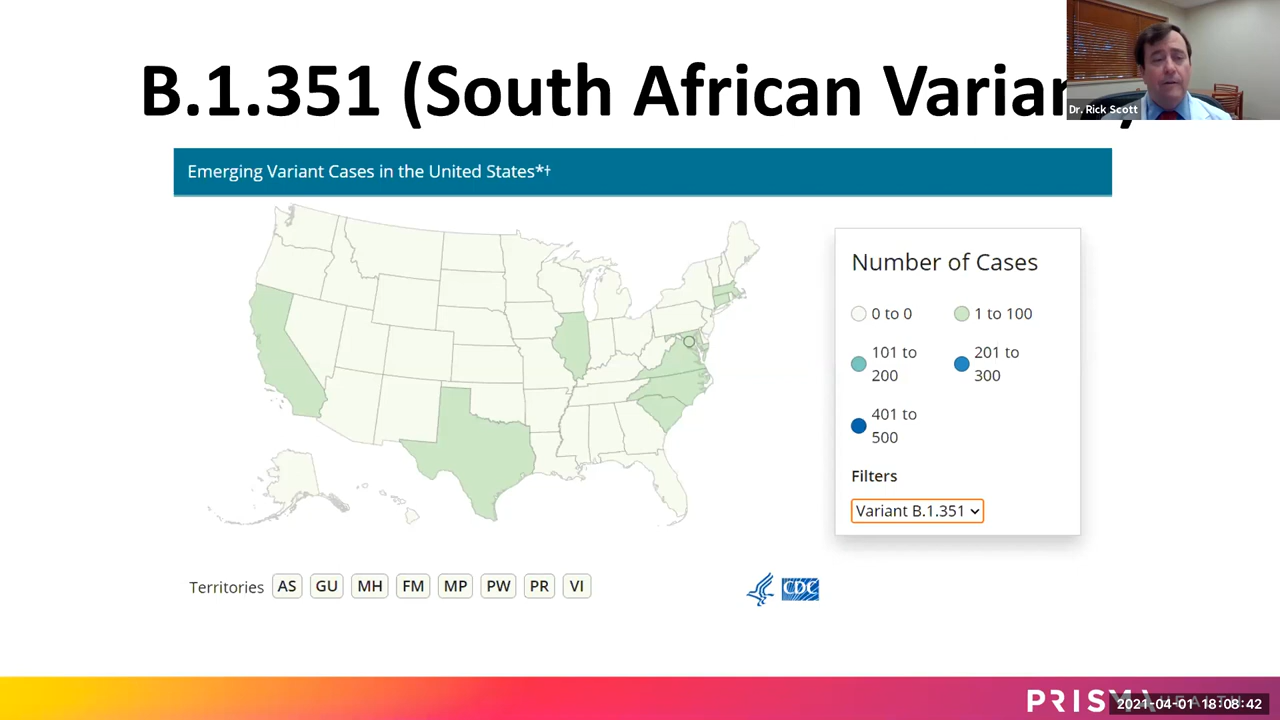 B.1.351 (South African Varian
Dr. Rick Scott
Emerging Variant Cases in the United States*†
Number of Cases
0 to 0
1 to 100
101 to
200
201 to
300
401 to
500
Filters
Variant B.1.351
Territories AS GU MH FM MP PW PR VI
CDC
PRISMA HEALTH
2021-04-01 18:08:42